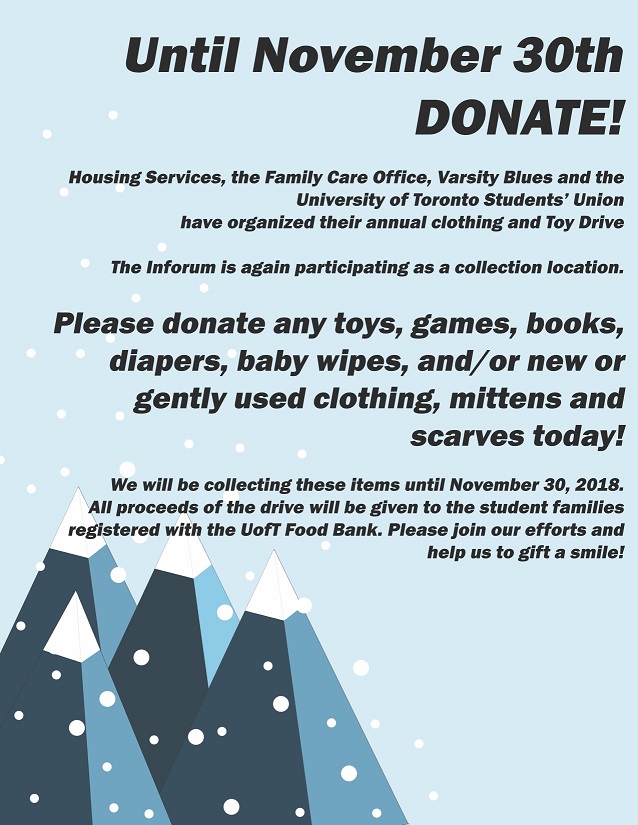 Until November 30th
DONATE!
Housing Services, the Family Care Office, Varsity Blues and the
University of Toronto Students’ Union
have organized their annual clothing and Toy Drive
The Inforum is again participating as a collection location.
Please donate any toys, games, books,
diapers, baby wipes, and/or new or
gently used clothing, mittens and
scarves today!
We will be collecting these items until November 30, 2018.
All proceeds of the drive will be given to the student families
registered with the UofT Food Bank. Please join our efforts and
help us to gift a smile!